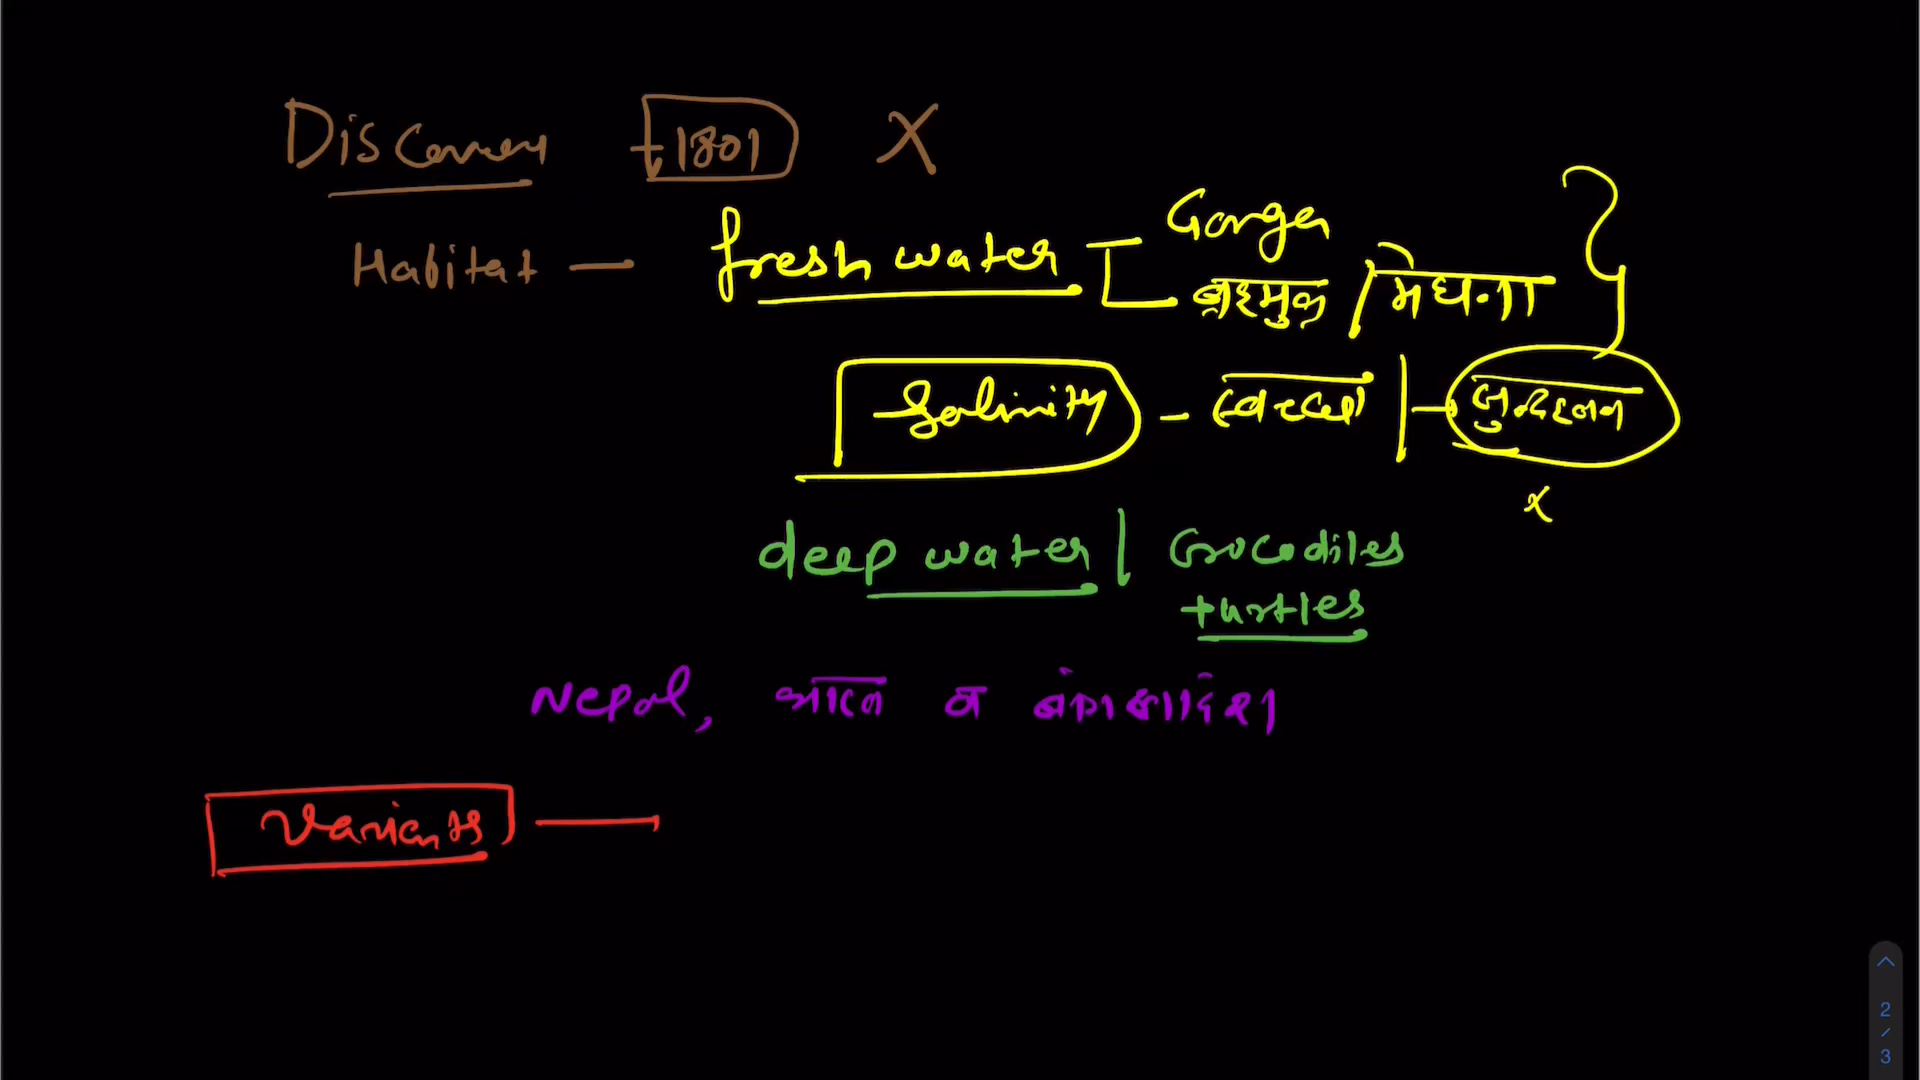 Discovery 1801 X
Habitat — fresh water Ganga
ब्रह्मपुत्र / मेघना
Salinity - | सुन्दरवन
x
deep water | Crocodiles
turtles
Nepal, भारत व बंगलादेश
Variants —
2
/
3